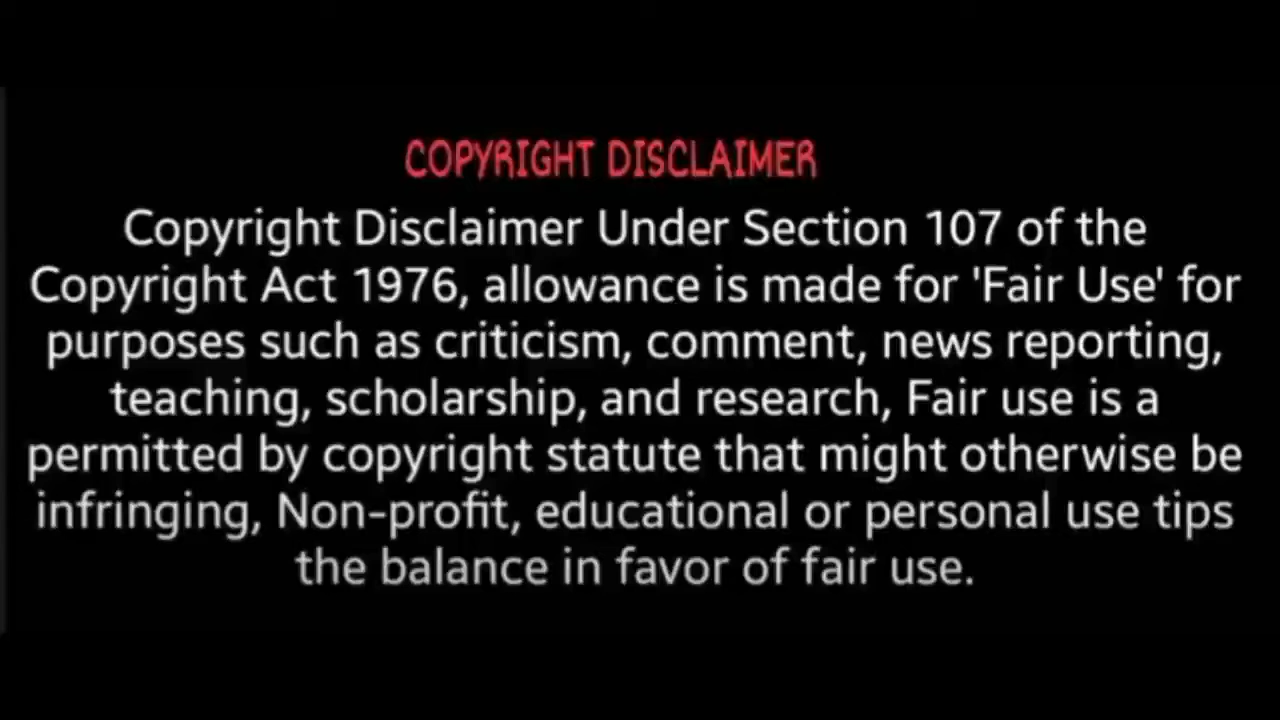 COPYRIGHT DISCLAIMER
Copyright Disclaimer Under Section 107 of the
Copyright Act 1976, allowance is made for 'Fair Use' for
purposes such as criticism, comment, news reporting,
teaching, scholarship, and research, Fair use is a
permitted by copyright statute that might otherwise be
infringing, Non-profit, educational or personal use tips
the balance in favor of fair use.